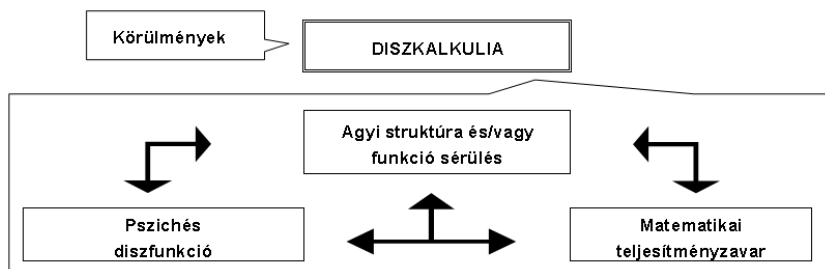 Körülmények
DISZKALKULIA
Agyi struktúra és/vagy
funkció sérülés
Pszichés
diszfunkció
Matematikai
teljesítményzavar